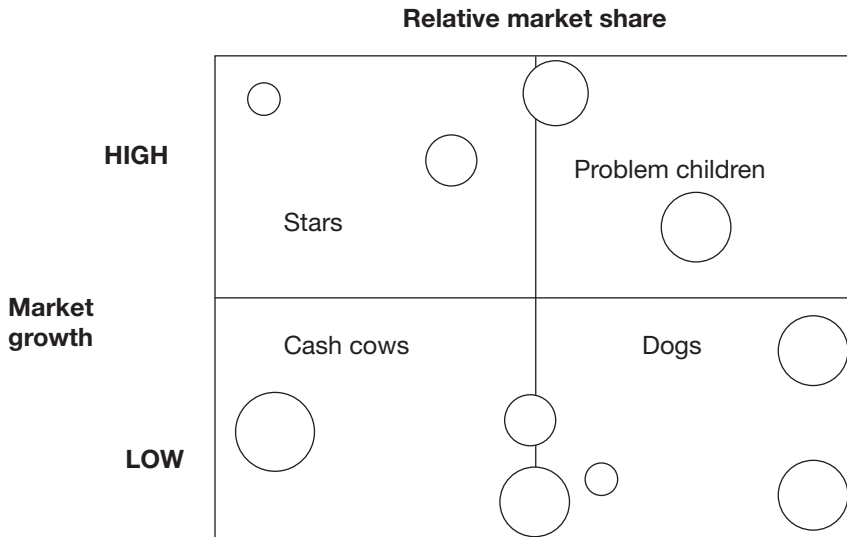 Relative market share
HIGH
Problem children
Stars
Market
growth
Cash cows
Dogs
LOW